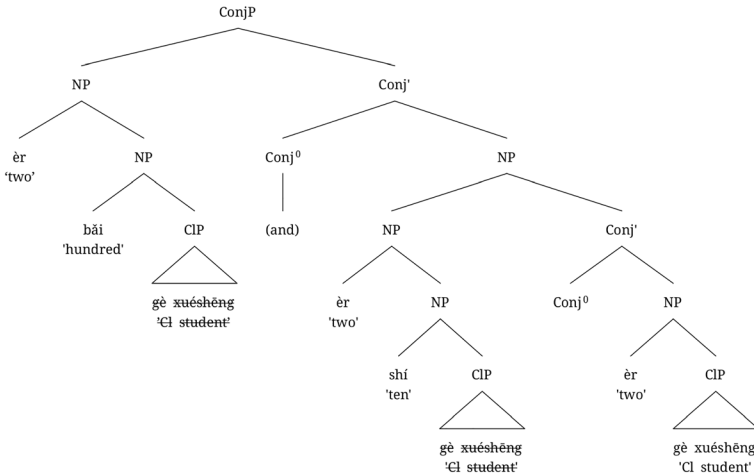 ConjP
NP Conj'
èr NP Conj⁰ NP
‘two’
bǎi ClP (and) NP Conj'
'hundred'
gè xuéshēng èr NP Conj⁰ NP
'Cl student' 'two'
shí ClP èr ClP
'ten' 'two'
gè xuéshēng gè xuéshēng
'Cl student' 'Cl student'